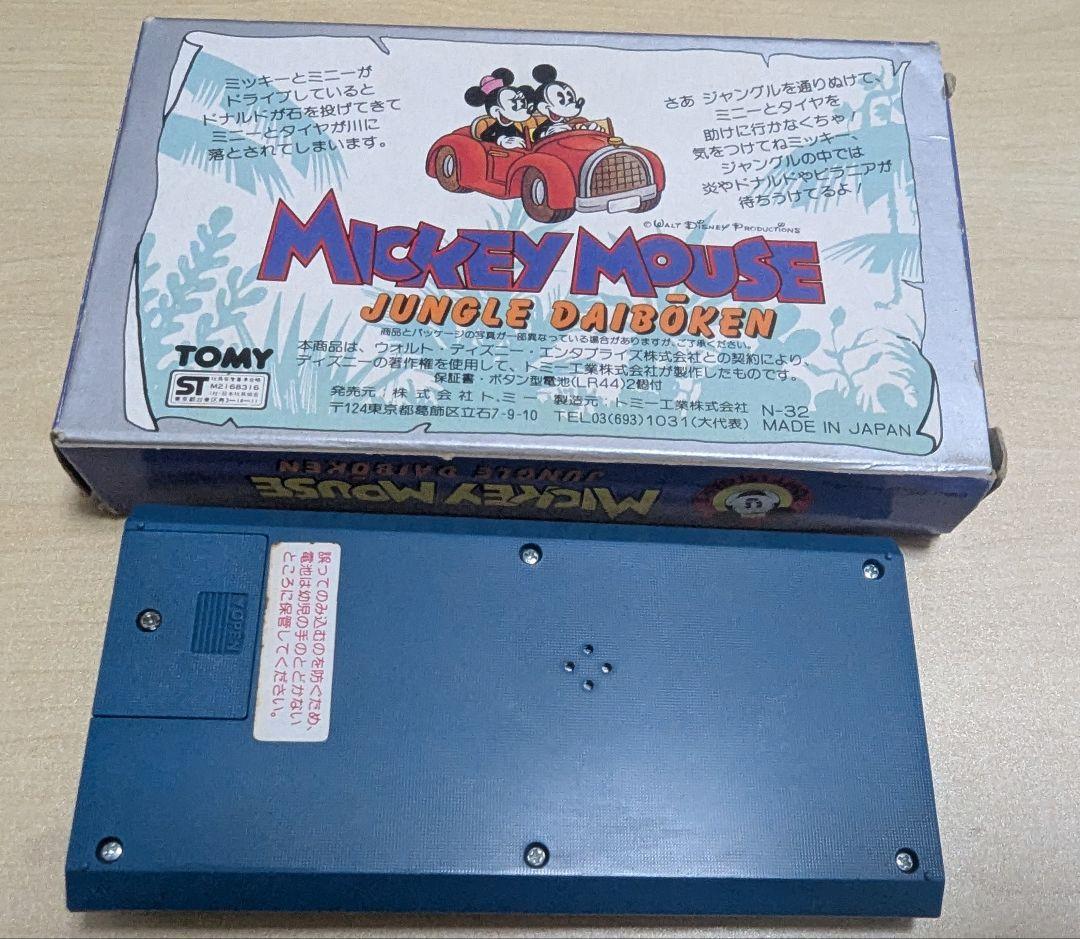 ミッキーとミニーが
ドライブしていると
ドナルドが石を投げてきて
ミニーとタイヤが川に
落とされてしまいます。
さあ ジャングルを通りぬけて、
ミニーとタイヤを
助けに行かなくちゃ!
気をつけてねミッキー、
ジャングルの中では
炎やドナルドやピラニアが
待ちうけてるよ!
© WALT DISNEY PRODUCTIONS
MICKEY MOUSE
JUNGLE DAIBŌKEN
商品とパッケージの写真が一部異なっている場合がありますが、ご了承ください。
本商品は、ウォルト・ディズニー・エンタプライズ株式会社との契約により、
ディズニーの著作権を使用して、トミー工業株式会社が製作したものです。
保証書・ボタン型電池(LR44)2個付
発売元 株式会社トミー 製造元 トミー工業株式会社 N-32
〒124東京都葛飾区立石7-9-10 TEL03(693)1031(大代表) MADE IN JAPAN
TOMY
ST
M2168316
MICKEY MOUSE
JUNGLE DAIBŌKEN
OPEN
誤ってのみ込むのを防ぐため、
電池は幼児の手のとどかない
ところに保管してください。